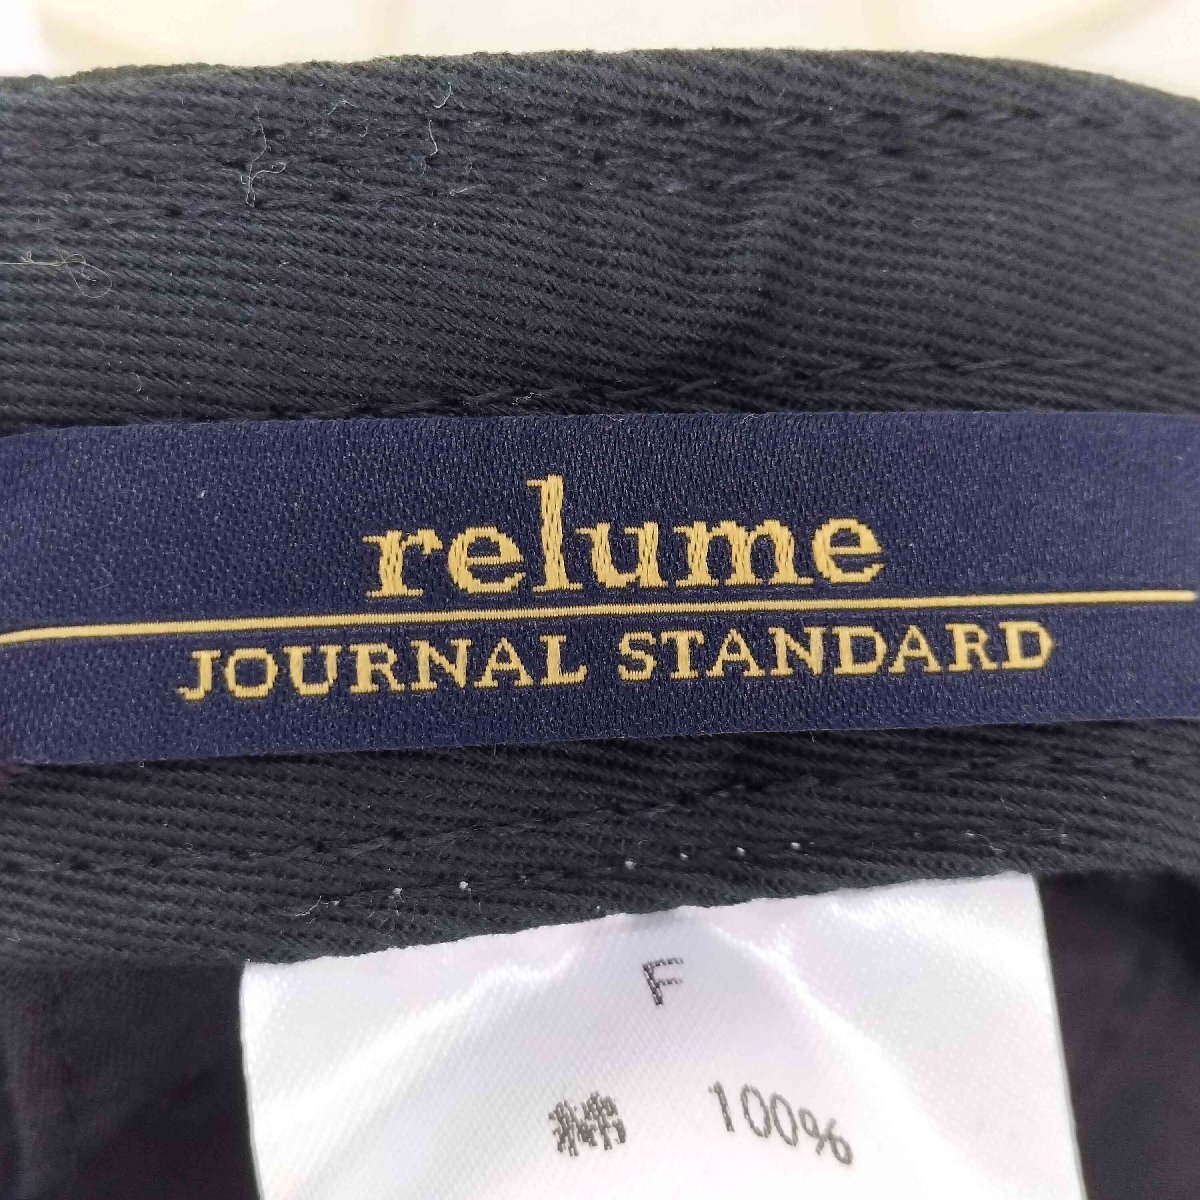 relume
JOURNAL STANDARD
F
綿 100%